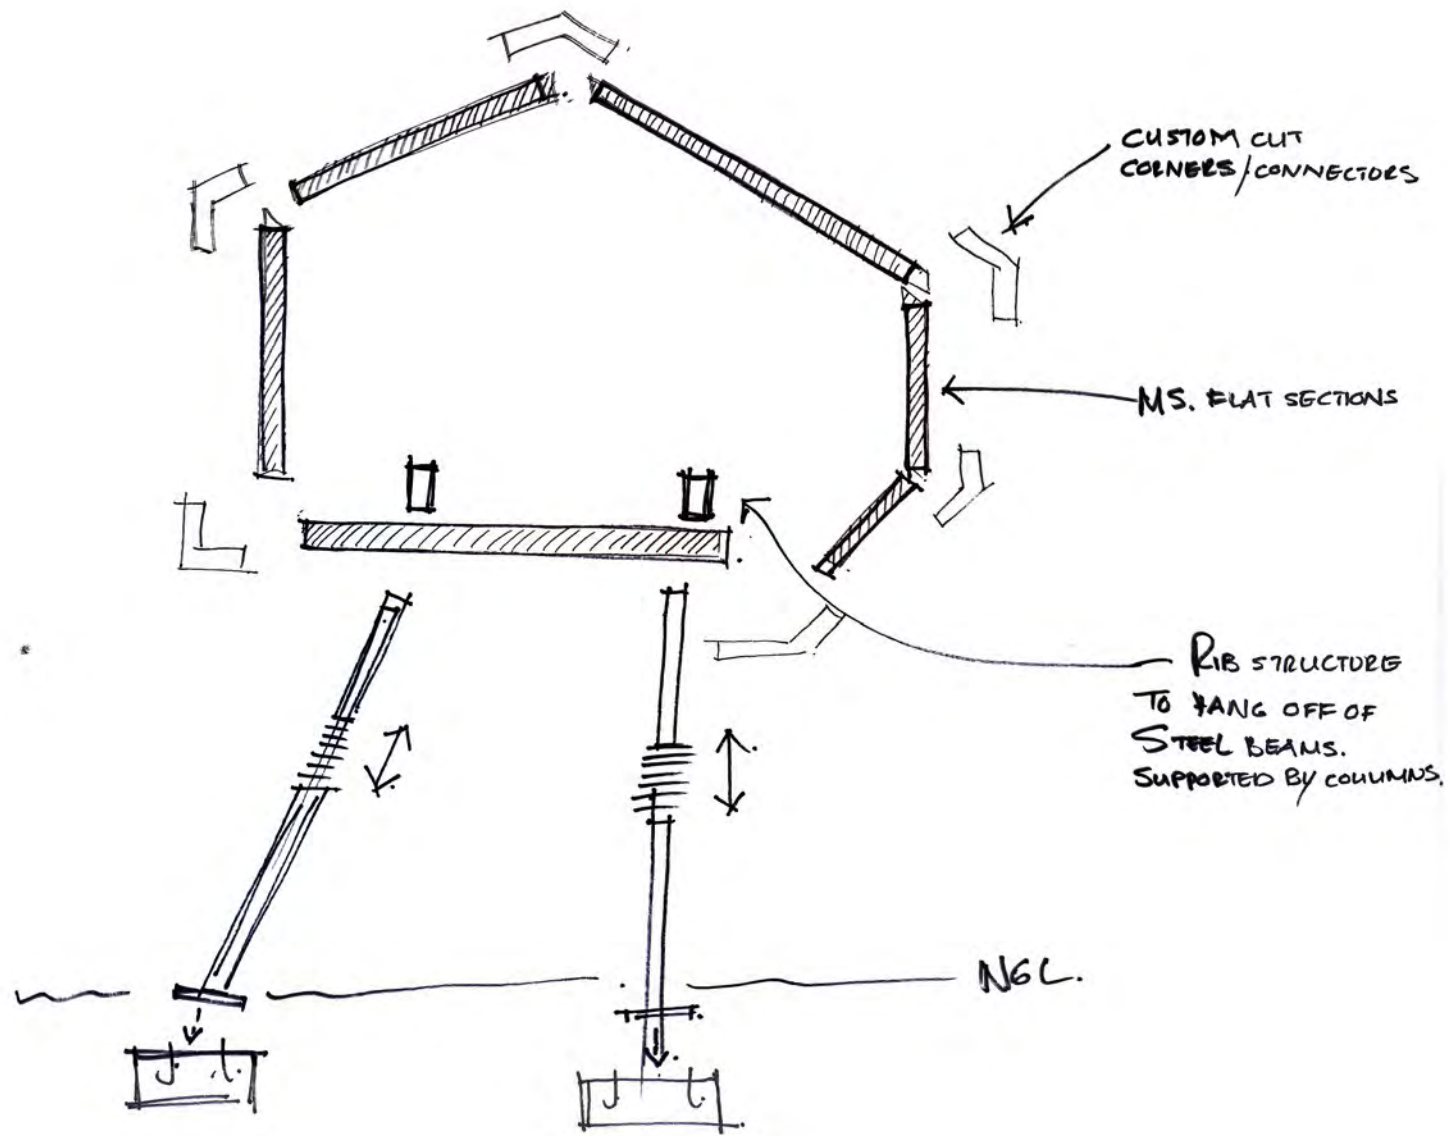 CUSTOM CUT
CORNERS/CONNECTORS
MS. FLAT SECTIONS
RIB STRUCTURE
TO HANG OFF OF
STEEL BEAMS.
SUPPORTED BY COLUMNS.
NGL.